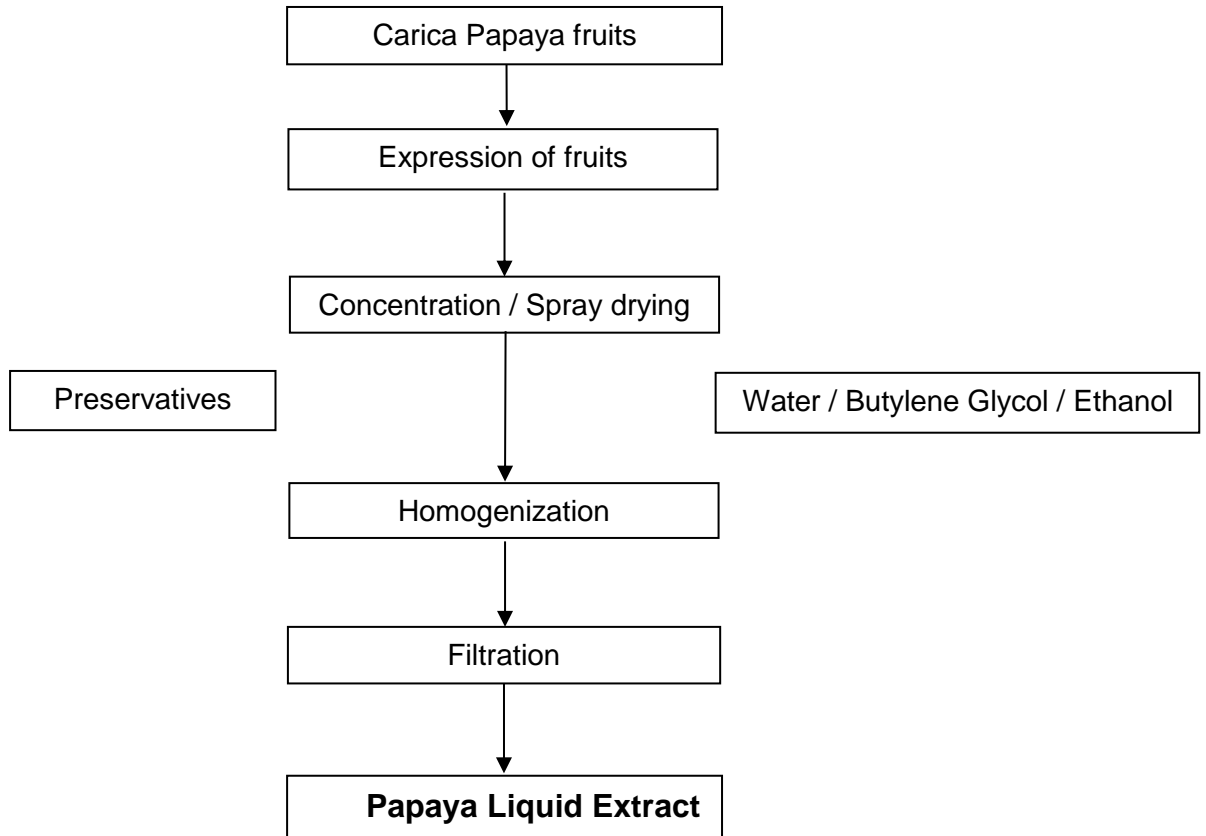 Carica Papaya fruits
Expression of fruits
Concentration / Spray drying
Preservatives
Water / Butylene Glycol / Ethanol
Homogenization
Filtration
Papaya Liquid Extract